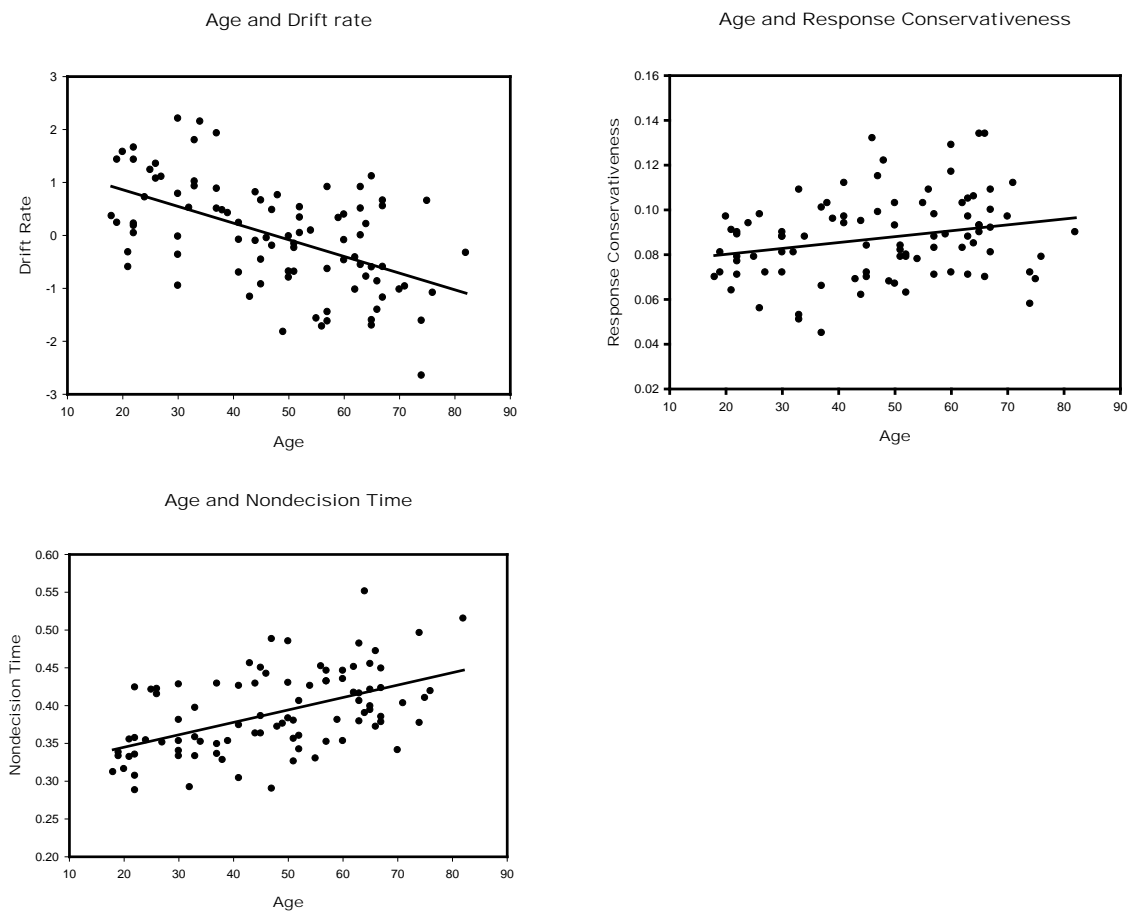 Age and Drift rate
3
2
1
0
-1
-2
-3
Drift Rate
10 20 30 40 50 60 70 80 90
Age
Age and Response Conservativeness
0.16
0.14
0.12
0.10
0.08
0.06
0.04
0.02
Response Conservativeness
10 20 30 40 50 60 70 80 90
Age
Age and Nondecision Time
0.60
0.55
0.50
0.45
0.40
0.35
0.30
0.25
0.20
Nondecision Time
10 20 30 40 50 60 70 80 90
Age